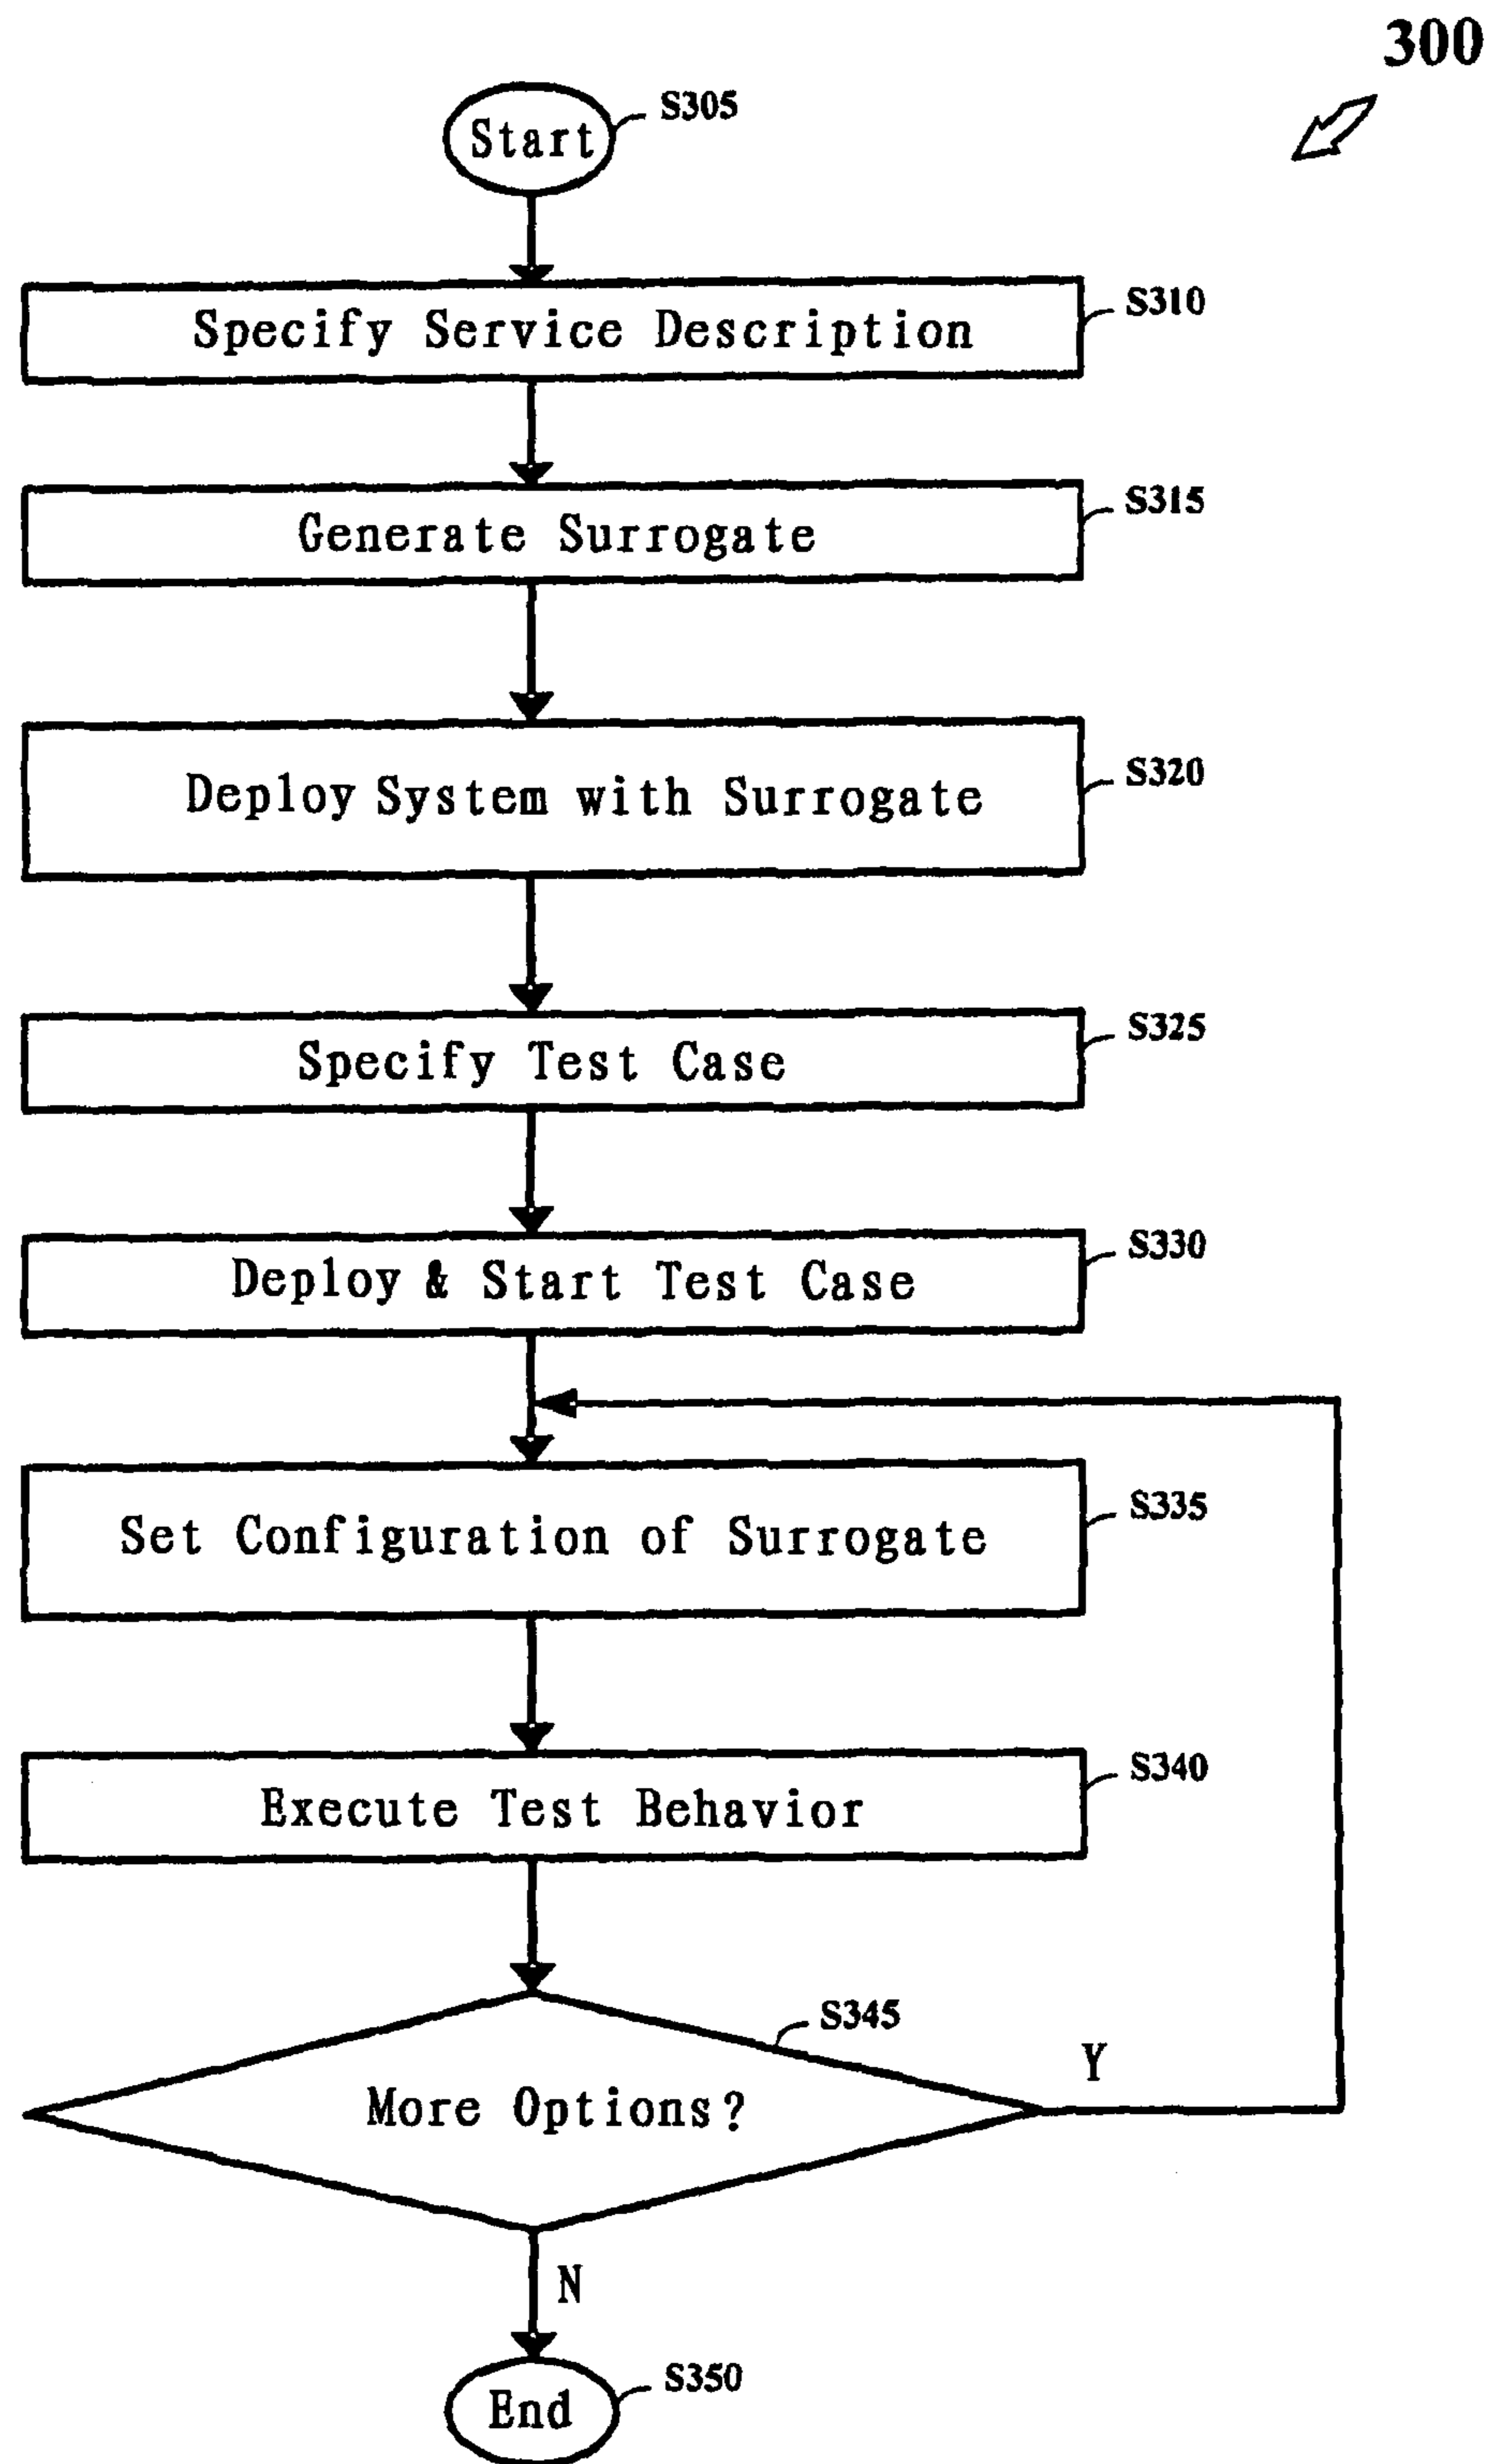 300
Start
S305
Specify Service Description
S310
Generate Surrogate
S315
Deploy System with Surrogate
S320
Specify Test Case
S325
Deploy & Start Test Case
S330
Set Configuration of Surrogate
S335
Execute Test Behavior
S340
S345
More Options?
Y
N
End
S350